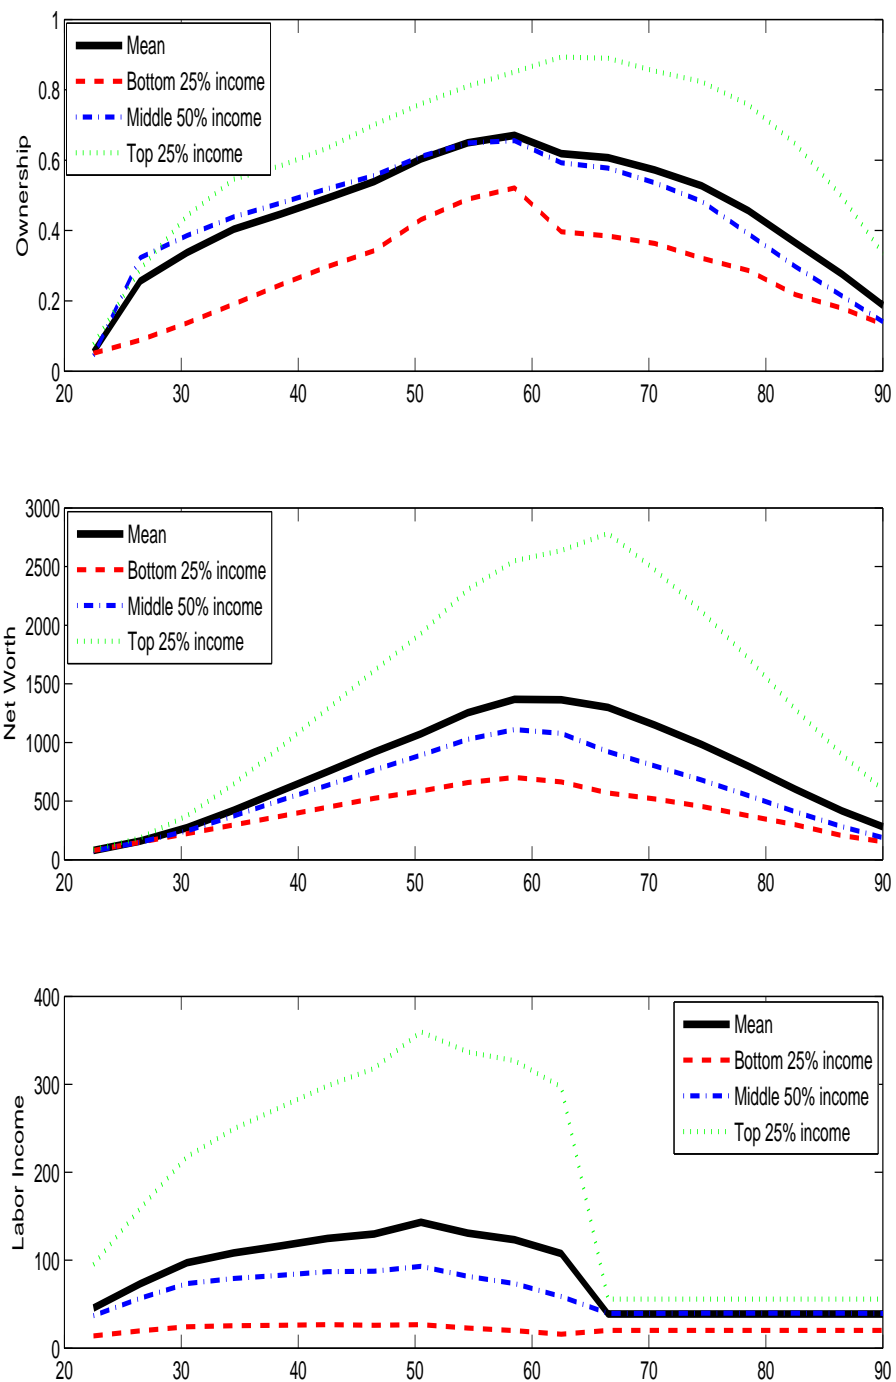 1
0.8
0.6
0.4
0.2
0
Ownership
Mean
Bottom 25% income
Middle 50% income
Top 25% income
20 30 40 50 60 70 80 90
3000
2500
2000
1500
1000
500
0
Net Worth
Mean
Bottom 25% income
Middle 50% income
Top 25% income
20 30 40 50 60 70 80 90
400
300
200
100
0
Labor Income
Mean
Bottom 25% income
Middle 50% income
Top 25% income
20 30 40 50 60 70 80 90